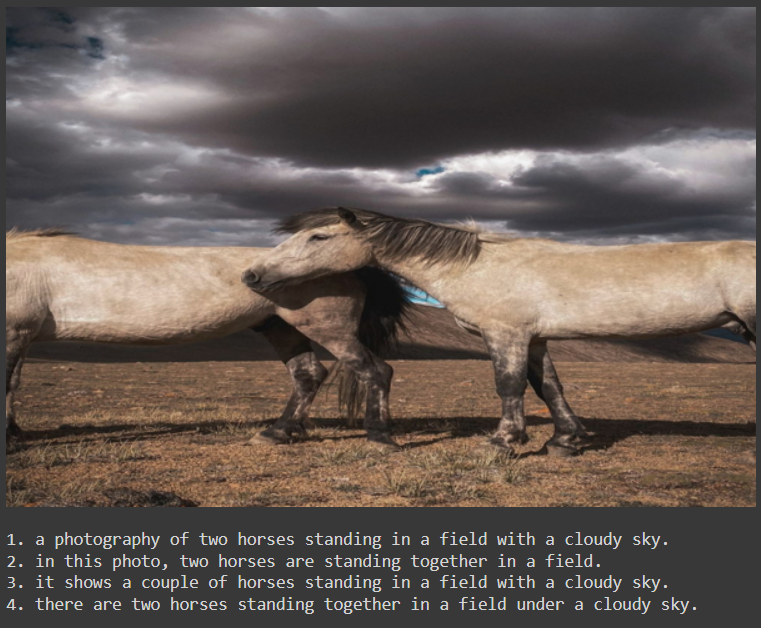 1. a photography of two horses standing in a field with a cloudy sky.
2. in this photo, two horses are standing together in a field.
3. it shows a couple of horses standing in a field with a cloudy sky.
4. there are two horses standing together in a field under a cloudy sky.